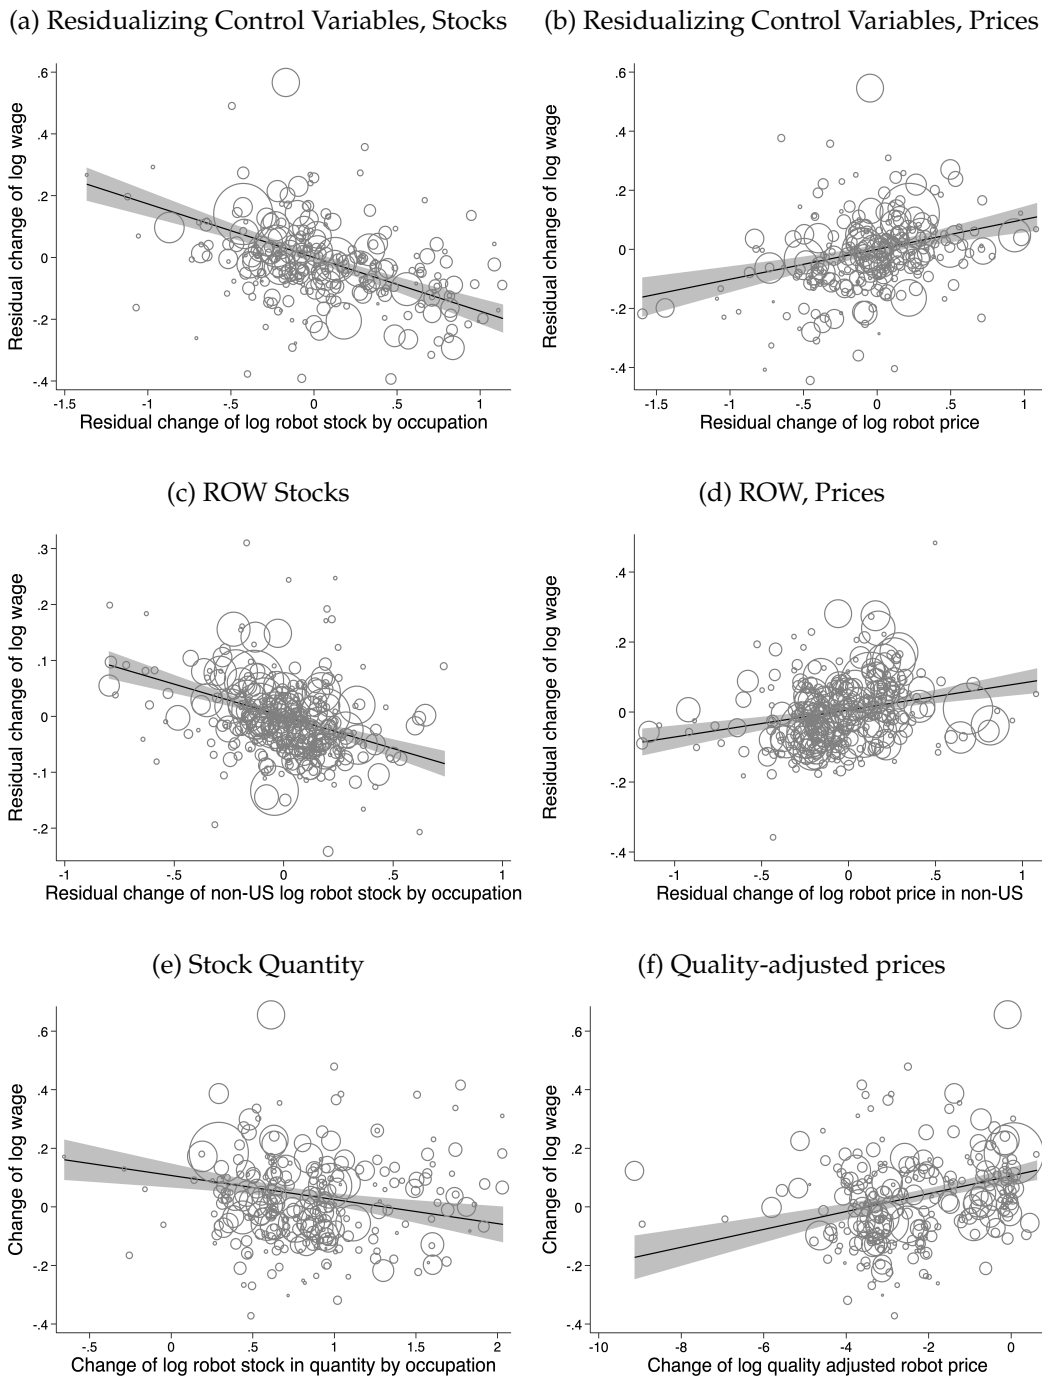 (a) Residualizing Control Variables, Stocks
Residual change of log wage
.6
.4
.2
0
-.2
-.4
-1.5 -1 -.5 0 .5 1
Residual change of log robot stock by occupation
(b) Residualizing Control Variables, Prices
Residual change of log wage
.6
.4
.2
0
-.2
-.4
-1.5 -1 -.5 0 .5 1
Residual change of log robot price
(c) ROW Stocks
Residual change of log wage
.3
.2
.1
0
-.1
-.2
-1 -.5 0 .5 1
Residual change of non-US log robot stock by occupation
(d) ROW, Prices
Residual change of log wage
.4
.2
0
-.2
-.4
-1 -.5 0 .5 1
Residual change of log robot price in non-US
(e) Stock Quantity
Change of log wage
.6
.4
.2
0
-.2
-.4
-.5 0 .5 1 1.5 2
Change of log robot stock in quantity by occupation
(f) Quality-adjusted prices
Change of log wage
.6
.4
.2
0
-.2
-.4
-10 -8 -6 -4 -2 0
Change of log quality adjusted robot price